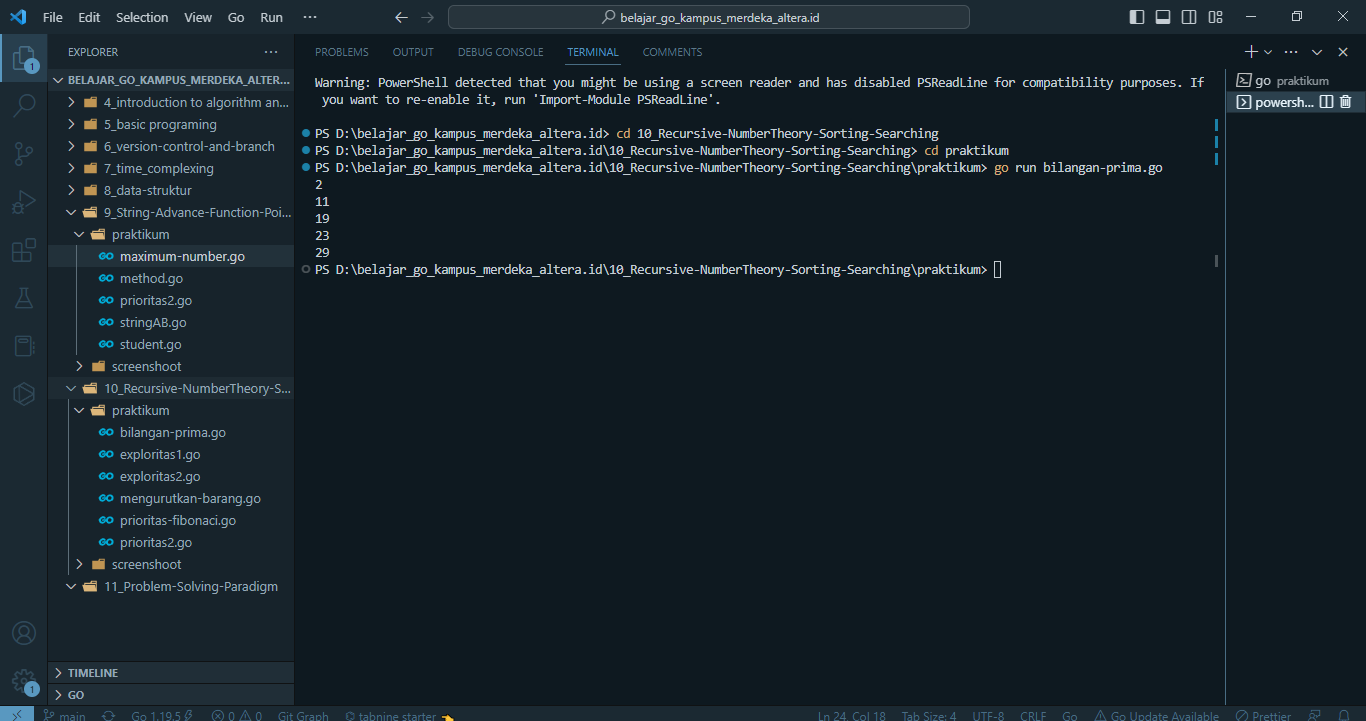 File Edit Selection View Go Run ··· belajar_go_kampus_merdeka_altera.id
EXPLORER ···
BELAJAR_GO_KAMPUS_MERDEKA_ALTER...
4_introduction to algorithm an...
5_basic programing
6_version-control-and-branch
7_time_complexing
8_data-struktur
9_String-Advance-Function-Poi...
praktikum
maximum-number.go
method.go
prioritas2.go
stringAB.go
student.go
screenshoot
10_Recursive-NumberTheory-S...
praktikum
bilangan-prima.go
exploritas1.go
exploritas2.go
mengurutkan-barang.go
prioritas-fibonaci.go
prioritas2.go
screenshoot
11_Problem-Solving-Paradigm
TIMELINE
GO
1
1
PROBLEMS OUTPUT DEBUG CONSOLE TERMINAL COMMENTS
Warning: PowerShell detected that you might be using a screen reader and has disabled PSReadLine for compatibility purposes. If
you want to re-enable it, run 'Import-Module PSReadLine'.
PS D:\belajar_go_kampus_merdeka_altera.id> cd 10_Recursive-NumberTheory-Sorting-Searching
PS D:\belajar_go_kampus_merdeka_altera.id\10_Recursive-NumberTheory-Sorting-Searching> cd praktikum
PS D:\belajar_go_kampus_merdeka_altera.id\10_Recursive-NumberTheory-Sorting-Searching\praktikum> go run bilangan-prima.go
2
11
19
23
29
PS D:\belajar_go_kampus_merdeka_altera.id\10_Recursive-NumberTheory-Sorting-Searching\praktikum>
go praktikum
powersh...
main Go 1.19.5 0 0 Git Graph tabnine starter Ln 24, Col 18 Tab Size: 4 UTF-8 CRLF Go Go Update Available Prettier